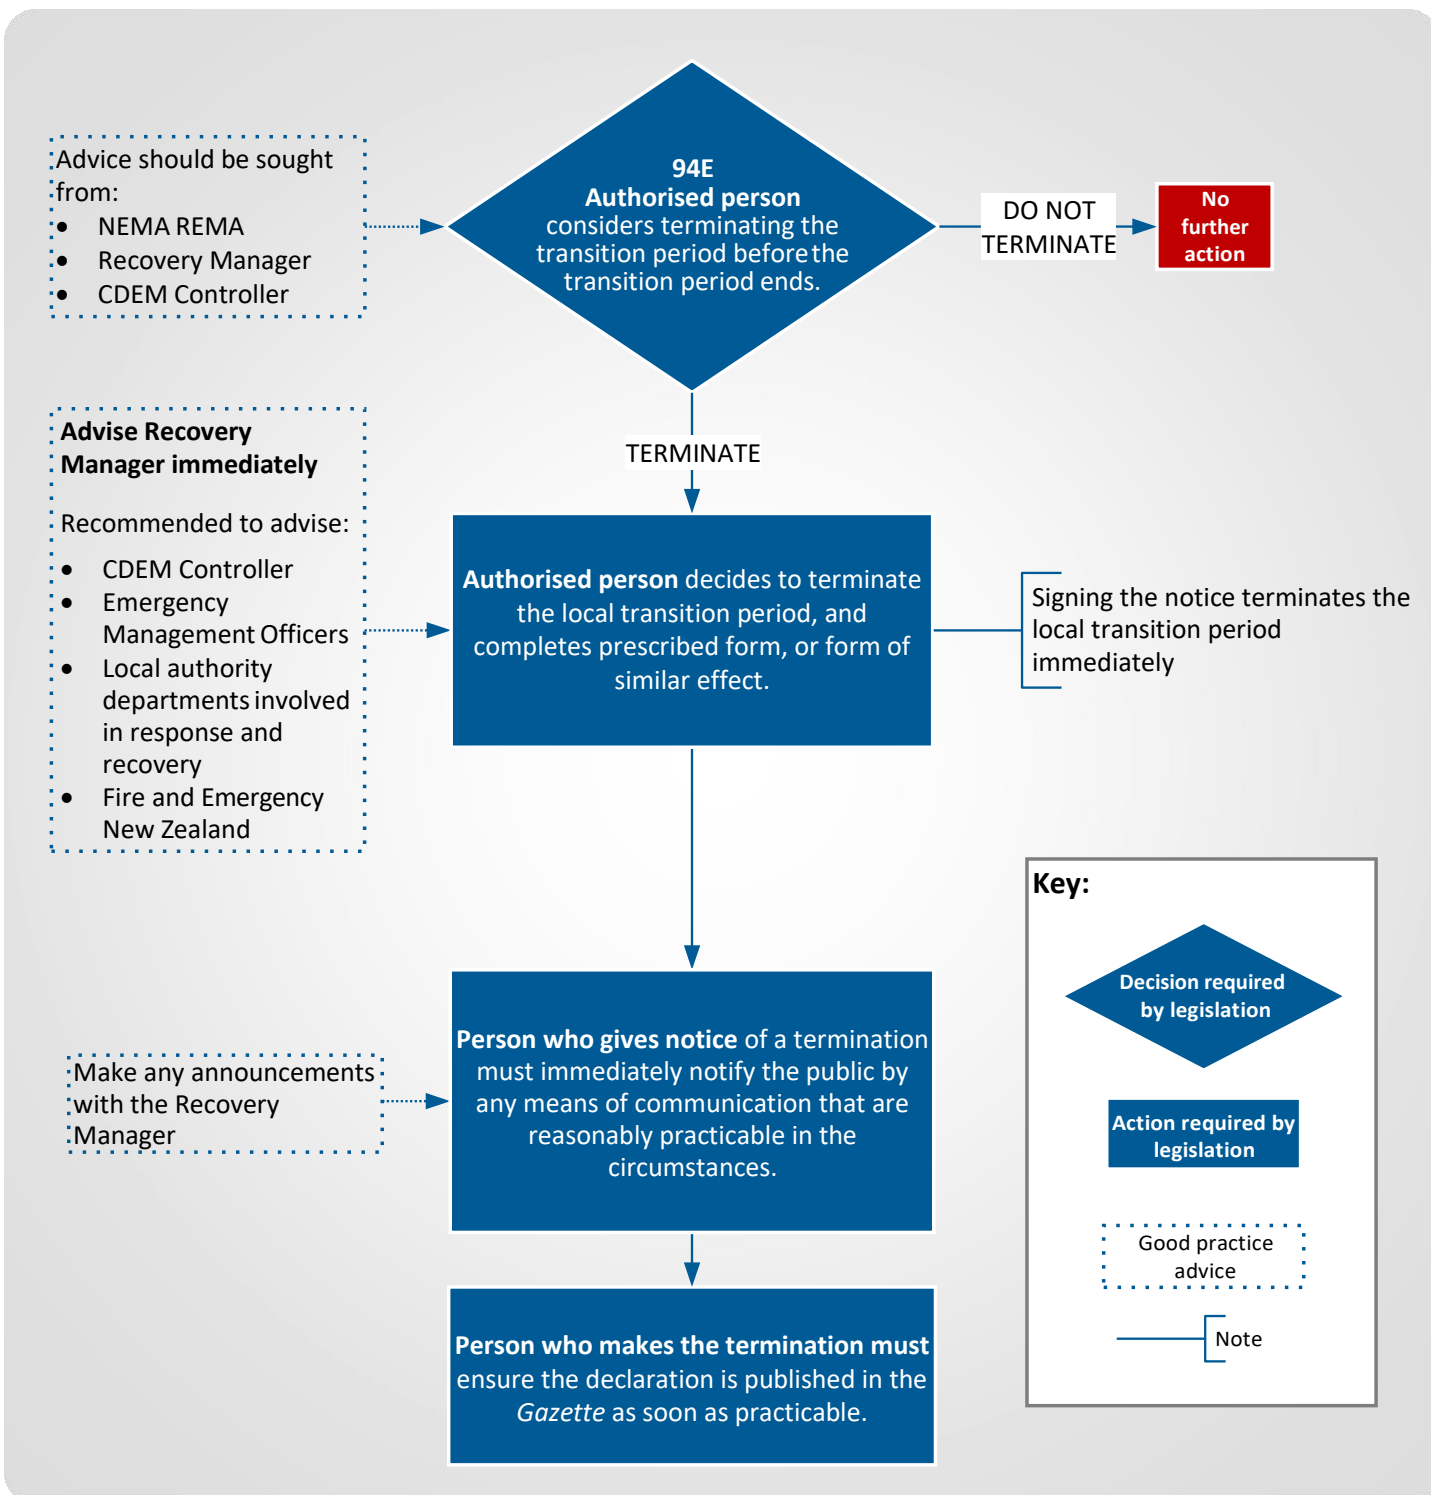 Advice should be sought
from:
• NEMA REMA
• Recovery Manager
• CDEM Controller
94E
Authorised person
considers terminating the
transition period before the
transition period ends.
DO NOT
TERMINATE
No
further
action
TERMINATE
Advise Recovery
Manager immediately
Recommended to advise:
• CDEM Controller
• Emergency
Management Officers
• Local authority
departments involved
in response and
recovery
• Fire and Emergency
New Zealand
Authorised person decides to terminate
the local transition period, and
completes prescribed form, or form of
similar effect.
Signing the notice terminates the
local transition period
immediately
Make any announcements
with the Recovery
Manager
Person who gives notice of a termination
must immediately notify the public by
any means of communication that are
reasonably practicable in the
circumstances.
Person who makes the termination must
ensure the declaration is published in the
Gazette as soon as practicable.
Key:
Decision required
by legislation
Action required by
legislation
Good practice
advice
Note